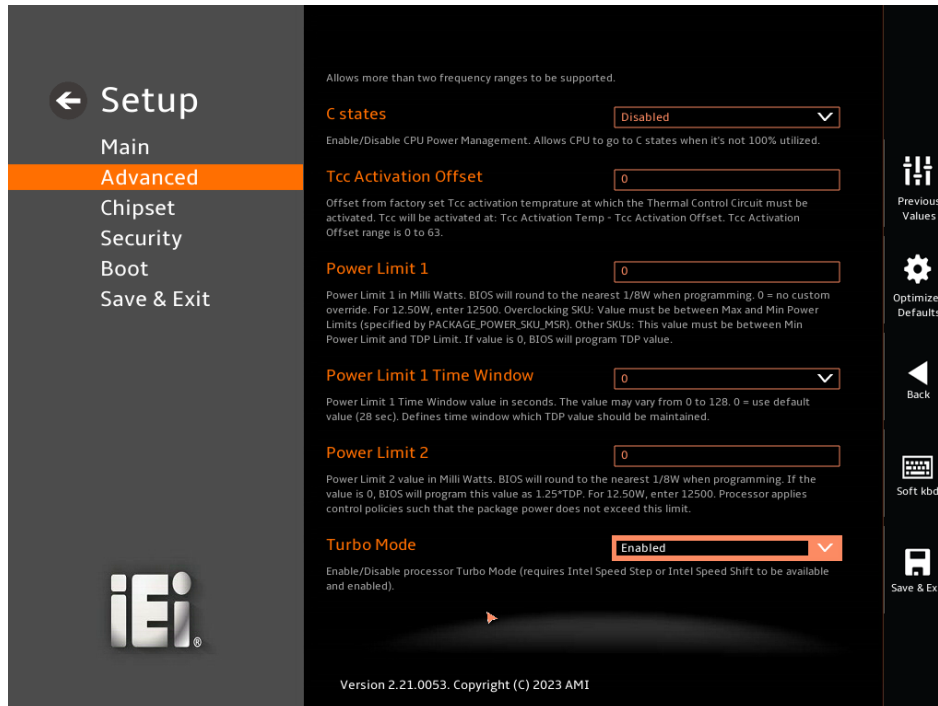 Setup
Main
Advanced
Chipset
Security
Boot
Save & Exit
iEi®
Allows more than two frequency ranges to be supported.
C states
Disabled
Enable/Disable CPU Power Management. Allows CPU to go to C states when it's not 100% utilized.
Tcc Activation Offset
0
Offset from factory set Tcc activation temprature at which the Thermal Control Circuit must be
activated. Tcc will be activated at: Tcc Activation Temp - Tcc Activation Offset. Tcc Activation
Offset range is 0 to 63.
Power Limit 1
0
Power Limit 1 in Milli Watts. BIOS will round to the nearest 1/8W when programming. 0 = no custom
override. For 12.50W, enter 12500. Overclocking SKU: Value must be between Max and Min Power
Limits (specified by PACKAGE_POWER_SKU_MSR). Other SKUs: This value must be between Min
Power Limit and TDP Limit. If value is 0, BIOS will program TDP value.
Power Limit 1 Time Window
0
Power Limit 1 Time Window value in seconds. The value may vary from 0 to 128. 0 = use default
value (28 sec). Defines time window which TDP value should be maintained.
Power Limit 2
0
Power Limit 2 value in Milli Watts. BIOS will round to the nearest 1/8W when programming. If the
value is 0, BIOS will program this value as 1.25*TDP. For 12.50W, enter 12500. Processor applies
control policies such that the package power does not exceed this limit.
Turbo Mode
Enabled
Enable/Disable processor Turbo Mode (requires Intel Speed Step or Intel Speed Shift to be available
and enabled).
Version 2.21.0053. Copyright (C) 2023 AMI
Previous
Values
Optimize
Defaults
Back
Soft kbd
Save & Ex